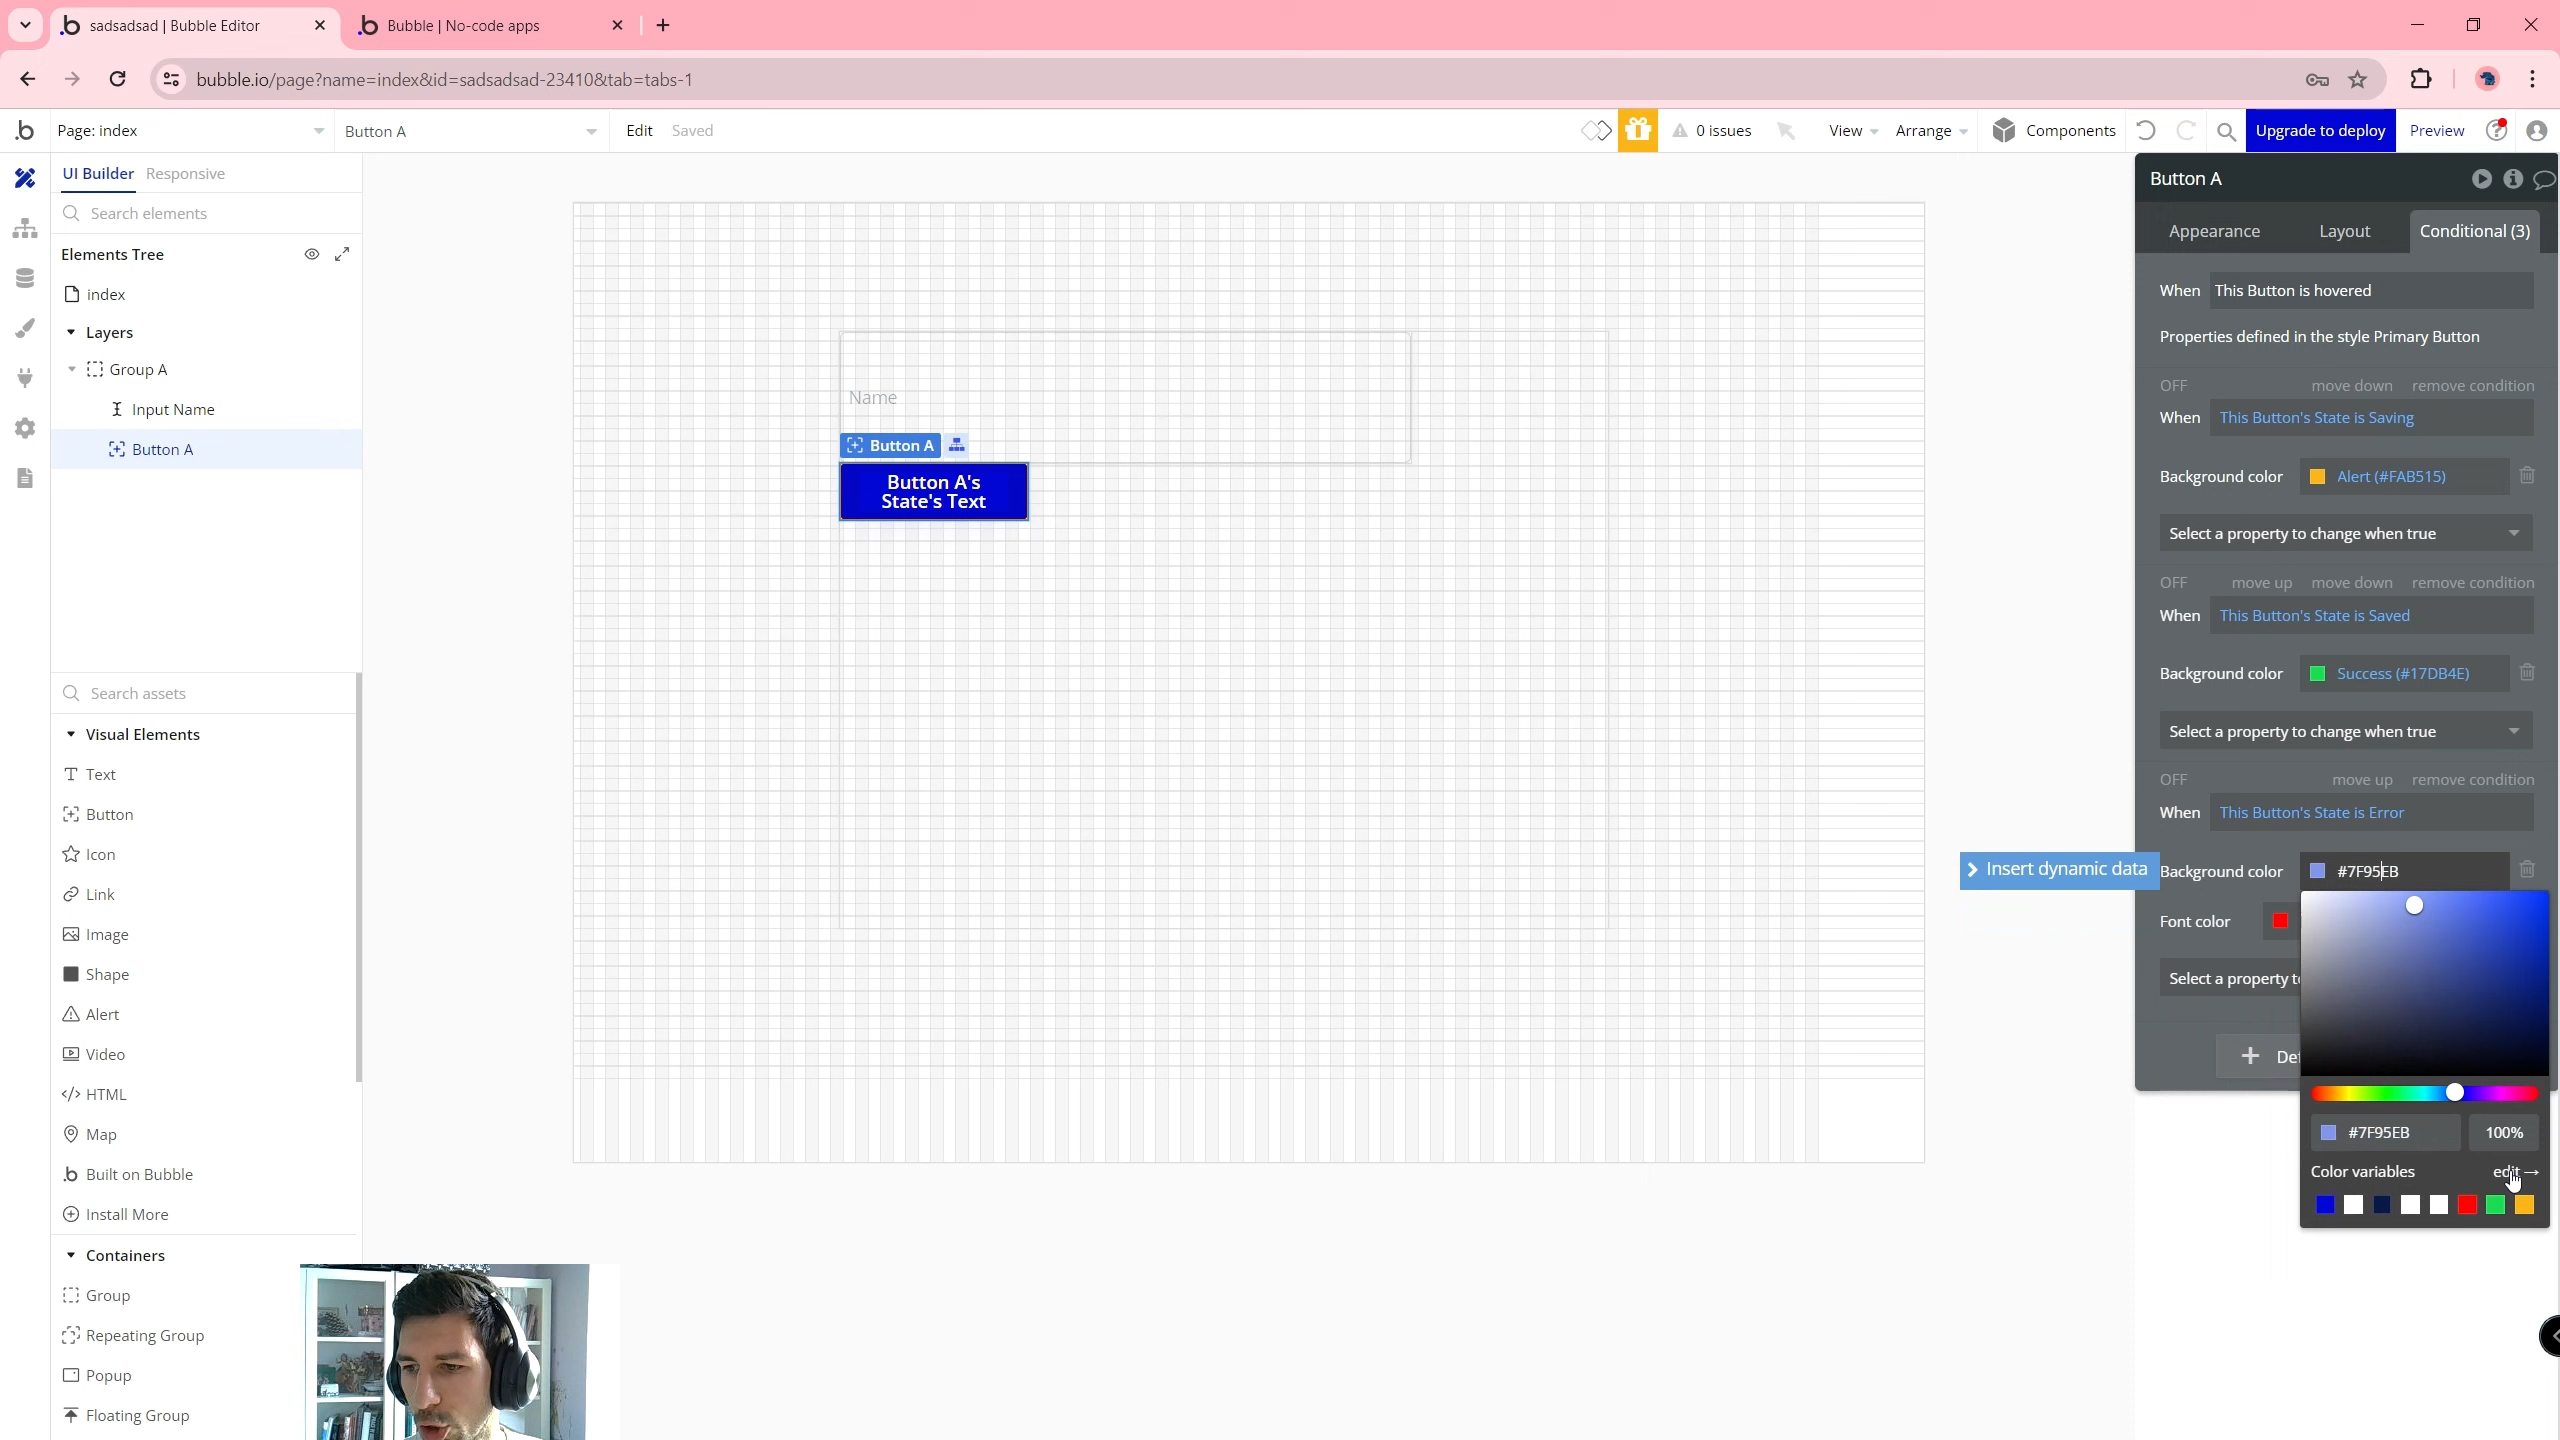 sadsadsad | Bubble Editor
Bubble | No-code apps
bubble.io/page?name=index&id=sadsadsad-23410&tab=tabs-1
Page: index
Button A
Edit
Saved
0 issues
View
Arrange
Components
Upgrade to deploy
Preview
UI Builder
Responsive
Search elements
Elements Tree
index
Layers
Group A
Input Name
Button A
Search assets
Visual Elements
Text
Button
Icon
Link
Image
Shape
Alert
Video
HTML
Map
Built on Bubble
Install More
Containers
Group
Repeating Group
Popup
Floating Group
Name
Button A
Button A's
State's Text
Button A
Appearance
Layout
Conditional (3)
When This Button is hovered
Properties defined in the style Primary Button
OFF move down remove condition
When This Button's State is Saving
Background color Alert (#FAB515)
Select a property to change when true
OFF move up move down remove condition
When This Button's State is Saved
Background color Success (#17DB4E)
Select a property to change when true
OFF move up remove condition
When This Button's State is Error
Insert dynamic data
Background color #7F95EB
Font color
Select a property
#7F95EB 100%
Color variables edit →